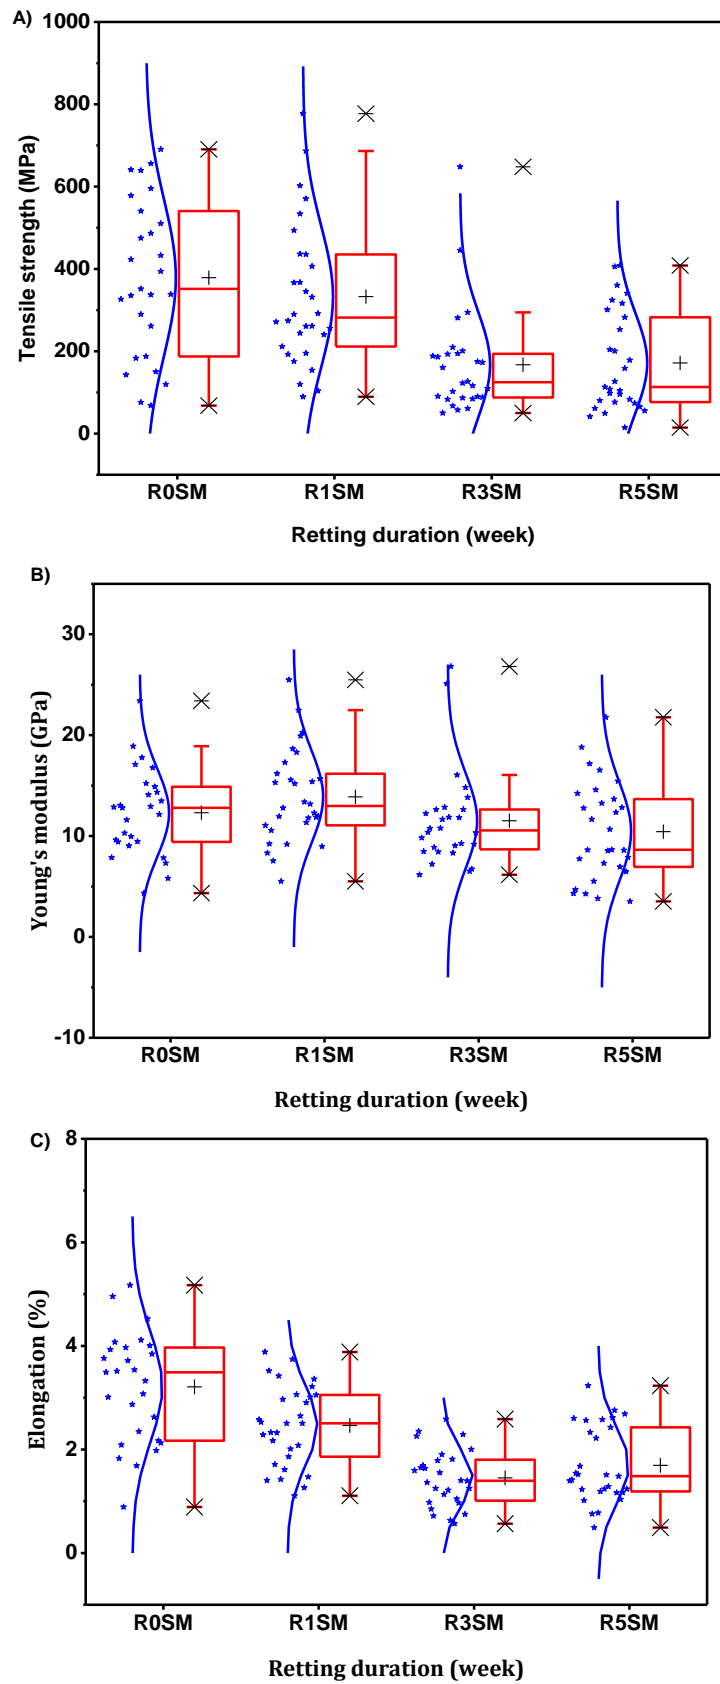 A)
1000
800
600
400
200
0
Tensile strength (MPa)
R0SM R1SM R3SM R5SM
Retting duration (week)
B)
30
20
10
0
-10
Young's modulus (GPa)
R0SM R1SM R3SM R5SM
Retting duration (week)
C)
8
6
4
2
0
Elongation (%)
R0SM R1SM R3SM R5SM
Retting duration (week)